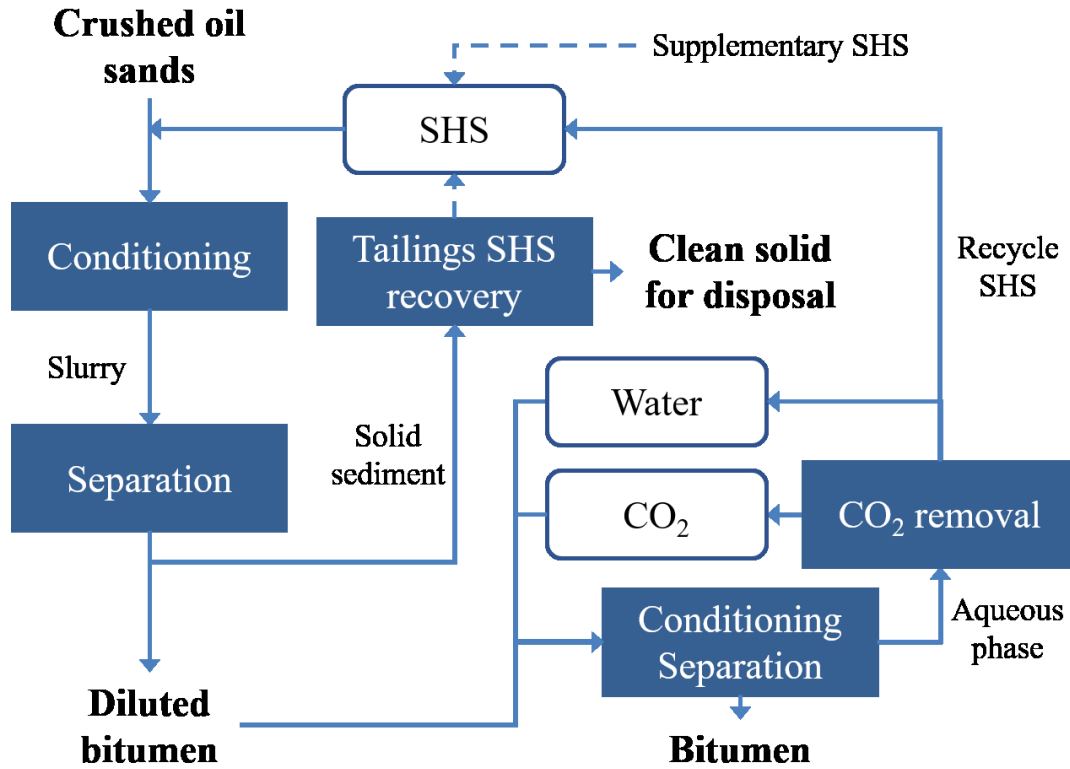 Crushed oil
sands
Supplementary SHS
SHS
Conditioning
Tailings SHS
recovery
Clean solid
for disposal
Recycle
SHS
Slurry
Water
Solid
sediment
Separation
CO₂
CO₂ removal
Conditioning
Separation
Aqueous
phase
Diluted
bitumen
Bitumen